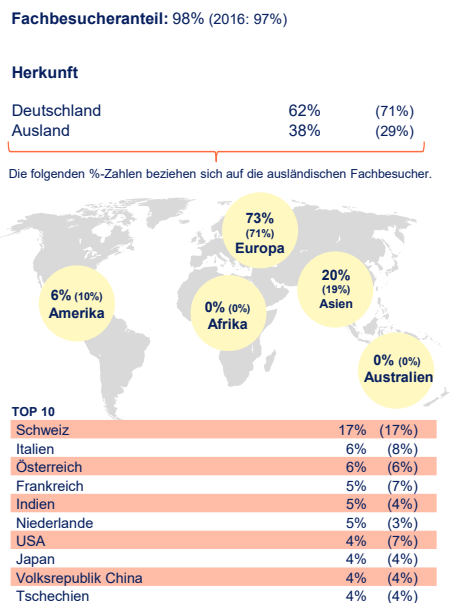 Fachbesucheranteil: 98% (2016: 97%)
Herkunft
Deutschland 62% (71%)
Ausland 38% (29%)
Die folgenden %-Zahlen beziehen sich auf die ausländischen Fachbesucher.
73%
(71%)
Europa
20%
(19%)
Asien
6% (10%)
Amerika
0% (0%)
Afrika
0% (0%)
Australien
TOP 10
Schweiz 17% (17%)
Italien 6% (8%)
Österreich 6% (6%)
Frankreich 5% (7%)
Indien 5% (4%)
Niederlande 5% (3%)
USA 4% (7%)
Japan 4% (4%)
Volksrepublik China 4% (4%)
Tschechien 4% (4%)